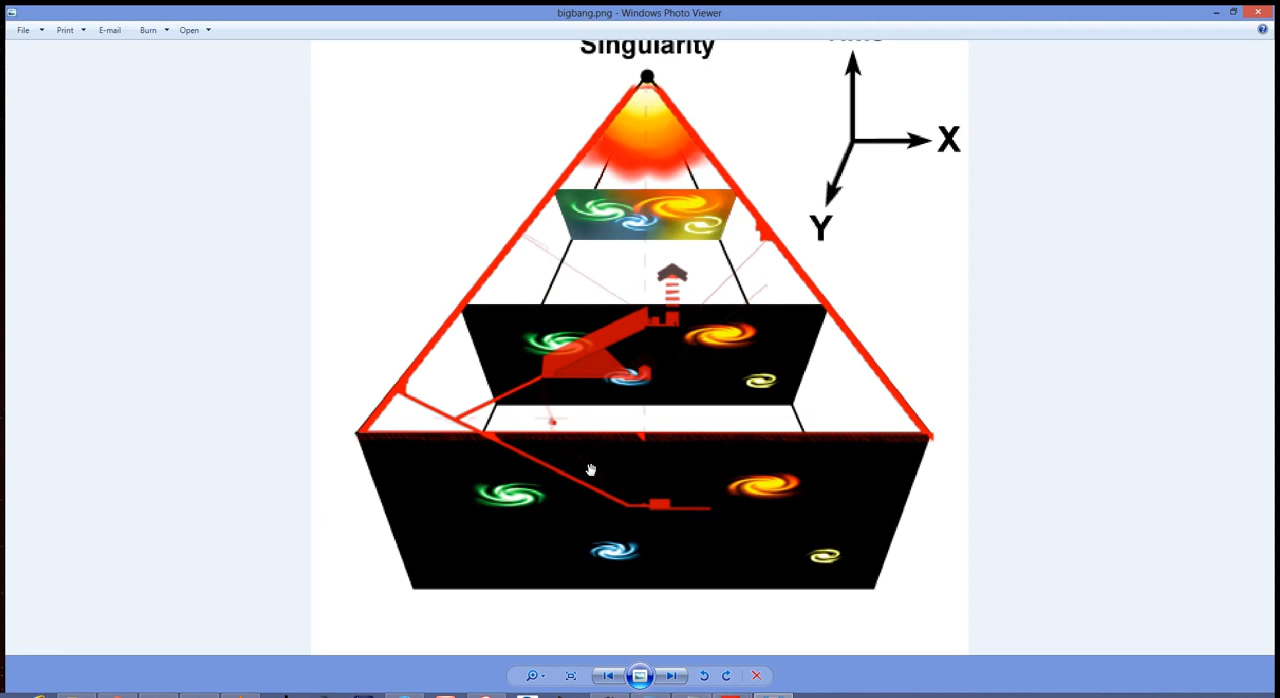 bigbang.png - Windows Photo Viewer
File Print E-mail Burn Open
Singularity
X
Y